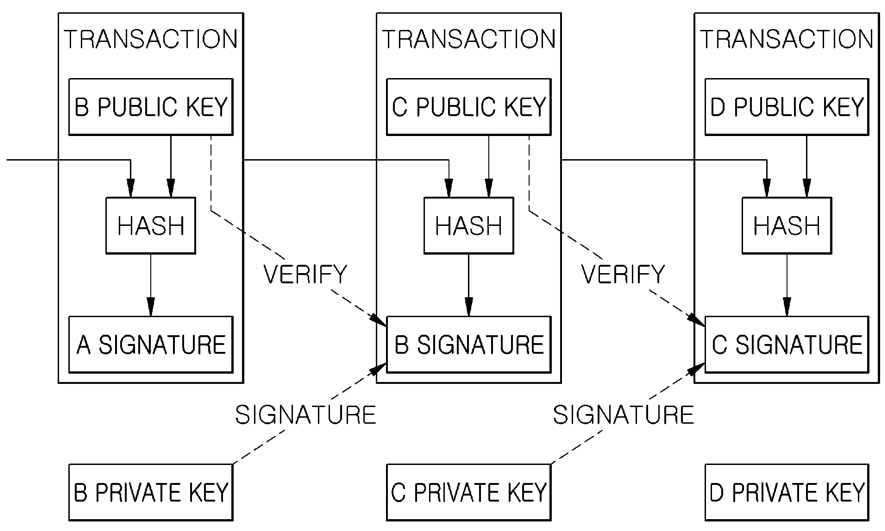 TRANSACTION
B PUBLIC KEY
HASH
A SIGNATURE
TRANSACTION
C PUBLIC KEY
HASH
B SIGNATURE
TRANSACTION
D PUBLIC KEY
HASH
C SIGNATURE
VERIFY
VERIFY
SIGNATURE
SIGNATURE
B PRIVATE KEY
C PRIVATE KEY
D PRIVATE KEY